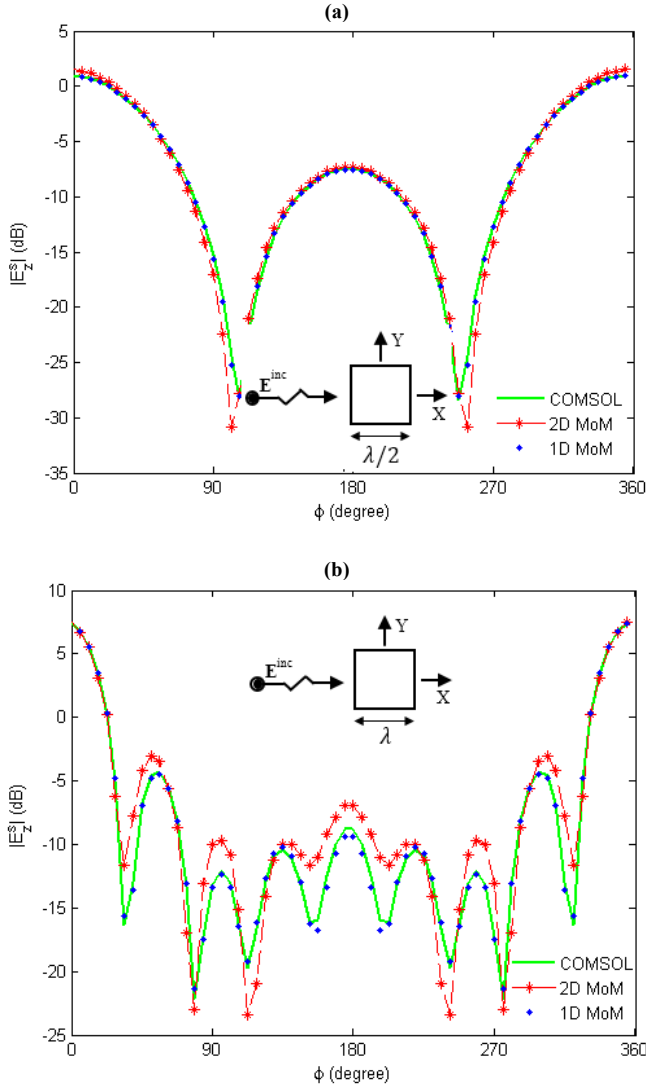 (a)
5
0
-5
-10
-15
-20
-25
-30
-35
|E_z^s| (dB)
0 90 180 270 360
ϕ (degree)
E^inc
Y
X
λ/2
COMSOL
2D MoM
1D MoM
(b)
10
5
0
-5
-10
-15
-20
-25
|E_z^s| (dB)
0 90 180 270 360
ϕ (degree)
E^inc
Y
X
λ
COMSOL
2D MoM
1D MoM